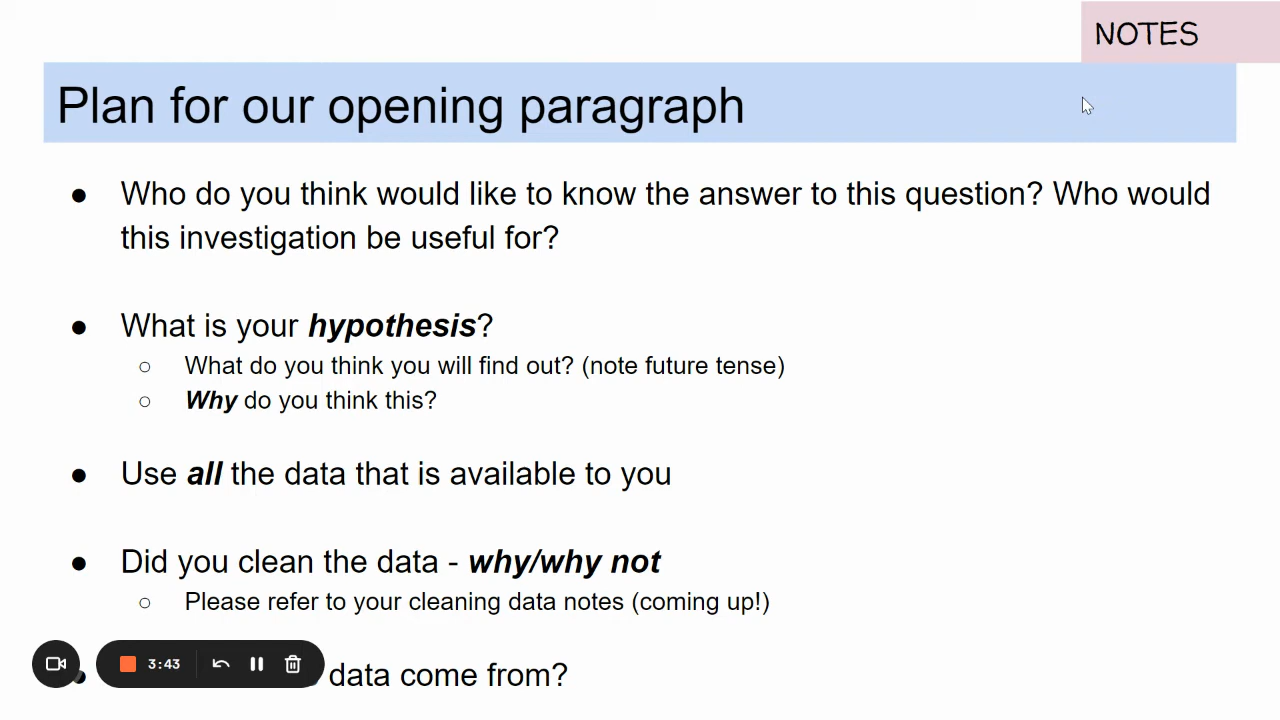 NOTES
Plan for our opening paragraph
● Who do you think would like to know the answer to this question? Who would
this investigation be useful for?
● What is your hypothesis?
○ What do you think you will find out? (note future tense)
○ Why do you think this?
● Use all the data that is available to you
● Did you clean the data - why/why not
○ Please refer to your cleaning data notes (coming up!)
3:43
data come from?